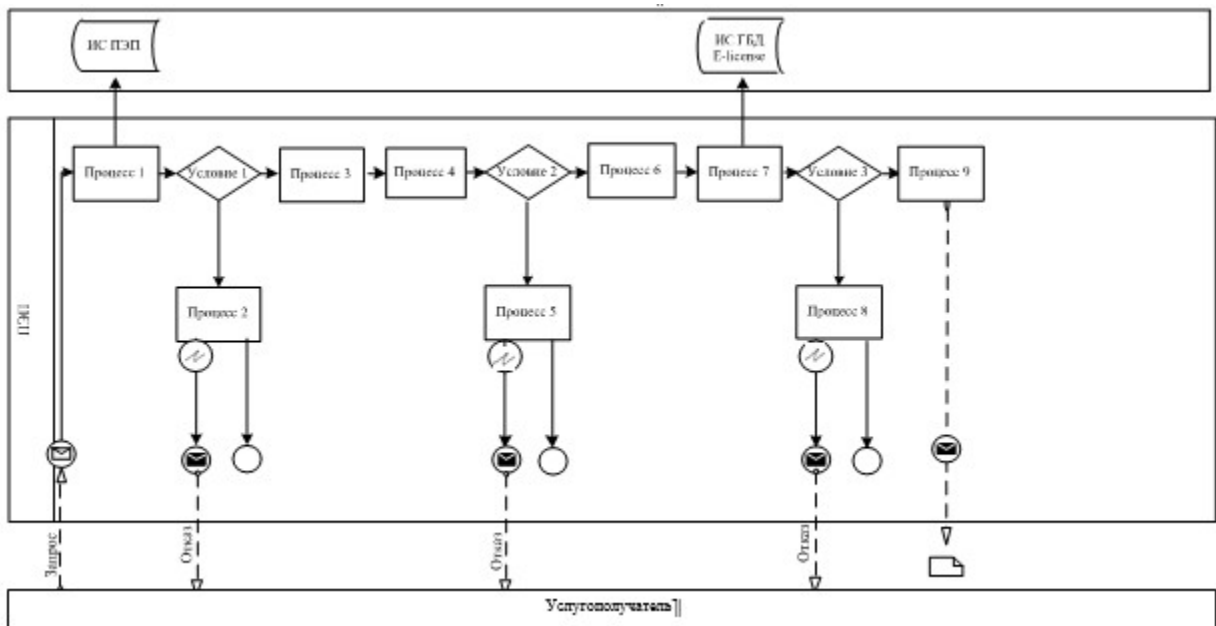 ИС ПЭП
ИС ГБД
E-license
Процесс 1
Условие 1
Процесс 3
Процесс 4
Условие 2
Процесс 6
Процесс 7
Условие 3
Процесс 9
Процесс 2
Процесс 5
Процесс 8
ПЭП
Запрос
Отказ
Отказ
Отказ
Услугополучатель